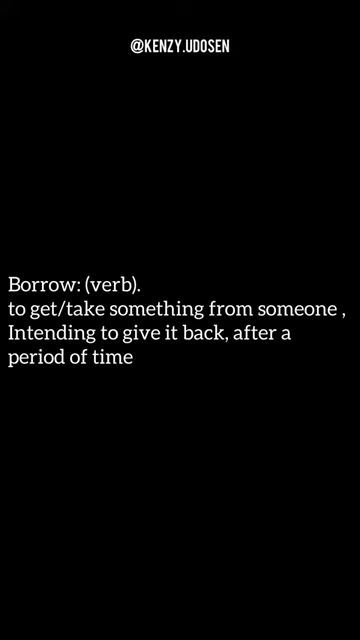 @KENZY.UDOSEN
Borrow: (verb).
to get/take something from someone ,
Intending to give it back, after a
period of time